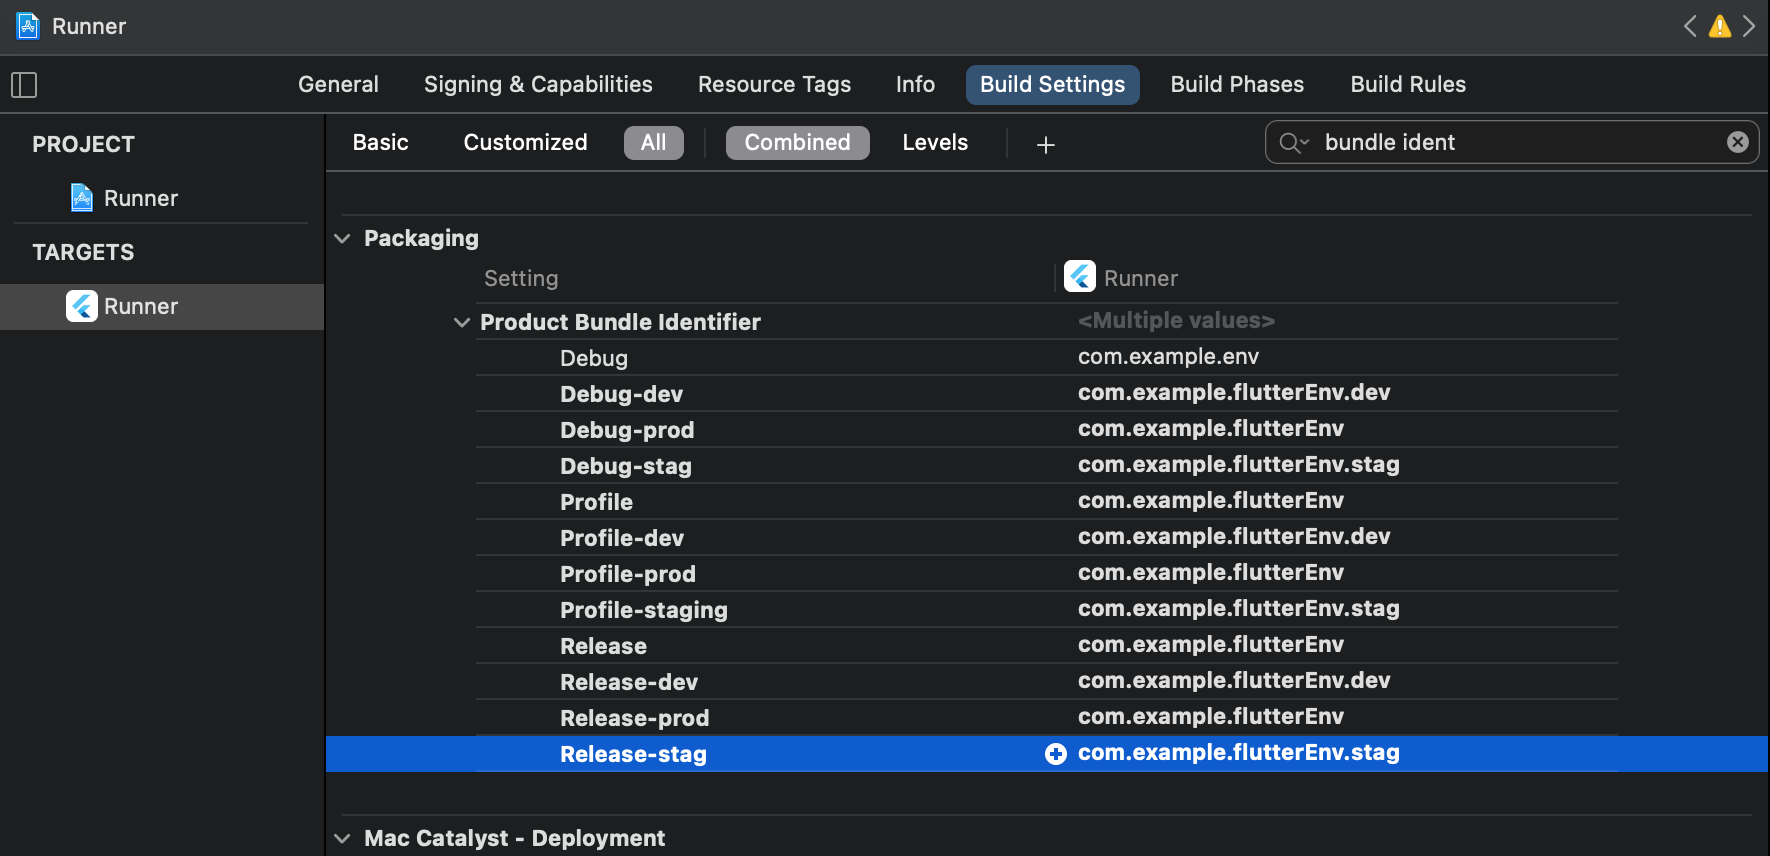 Runner
General Signing & Capabilities Resource Tags Info Build Settings Build Phases Build Rules
PROJECT
Runner
TARGETS
Runner
Basic Customized All Combined Levels + bundle ident
Packaging
Setting Runner
Product Bundle Identifier <Multiple values>
Debug com.example.env
Debug-dev com.example.flutterEnv.dev
Debug-prod com.example.flutterEnv
Debug-stag com.example.flutterEnv.stag
Profile com.example.flutterEnv
Profile-dev com.example.flutterEnv.dev
Profile-prod com.example.flutterEnv
Profile-staging com.example.flutterEnv.stag
Release com.example.flutterEnv
Release-dev com.example.flutterEnv.dev
Release-prod com.example.flutterEnv
Release-stag com.example.flutterEnv.stag
Mac Catalyst - Deployment